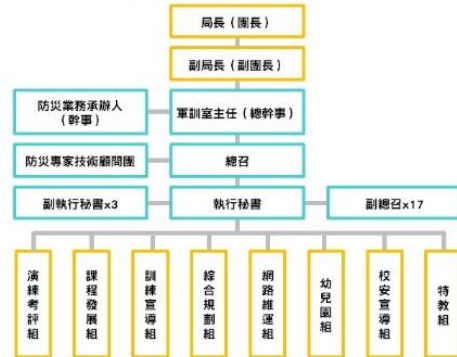 局長（團長）
副局長（副團長）
防災業務承辦人
（幹事）
軍訓室主任（總幹事）
防災專家技術顧問團
總召
副執行秘書x3
執行秘書
副總召x17
演練考評組
課程發展組
訓練宣導組
綜合規劃組
網路維運組
幼兒園組
校安宣導組
特教組